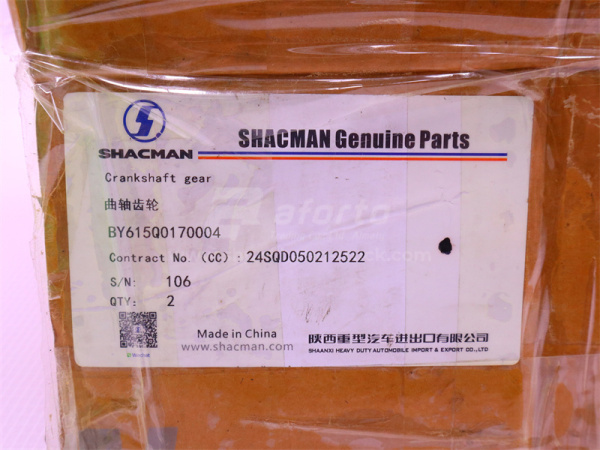 SHACMAN
SHACMAN Genuine Parts
Crankshaft gear
曲轴齿轮
BY615Q0170004
Contract No. (CC) : 24SQD050212522
S/N: 106
QTY: 2
aforto
Made in China
www.shacman.com
陕西重型汽车进出口有限公司
SHAANXI HEAVY DUTY AUTOMOBILE IMPORT & EXPORT CO.,LTD